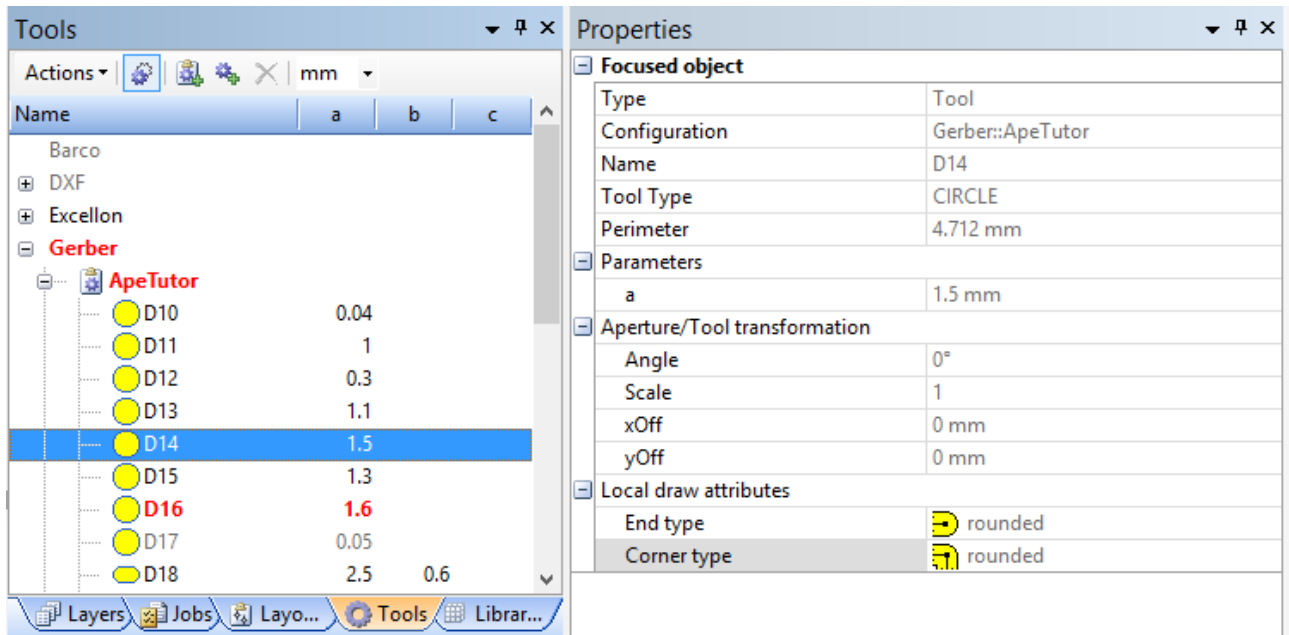 Tools
Actions mm
Name a b c
Barco
DXF
Excellon
Gerber
ApeTutor
D10 0.04
D11 1
D12 0.3
D13 1.1
D14 1.5
D15 1.3
D16 1.6
D17 0.05
D18 2.5 0.6
Layers Jobs Layo... Tools Librar...
Properties
Focused object
Type Tool
Configuration Gerber::ApeTutor
Name D14
Tool Type CIRCLE
Perimeter 4.712 mm
Parameters
a 1.5 mm
Aperture/Tool transformation
Angle 0°
Scale 1
xOff 0 mm
yOff 0 mm
Local draw attributes
End type rounded
Corner type rounded